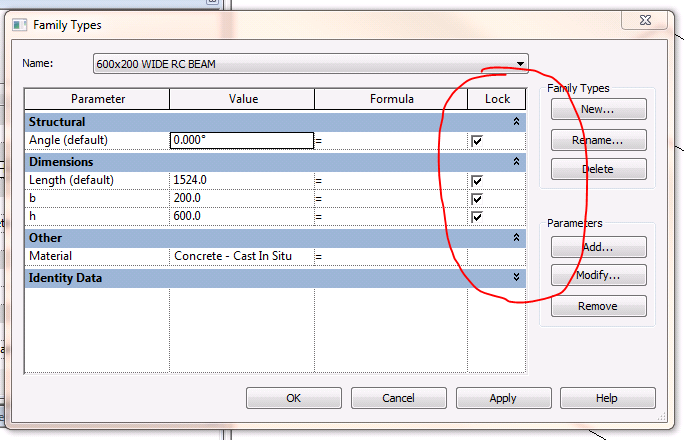 Family Types
Name: 600x200 WIDE RC BEAM
Parameter Value Formula Lock
Structural
Angle (default) 0.000° =
Dimensions
Length (default) 1524.0 =
b 200.0 =
h 600.0 =
Other
Material Concrete - Cast In Situ =
Identity Data
Family Types
New...
Rename...
Delete
Parameters
Add...
Modify...
Remove
OK Cancel Apply Help